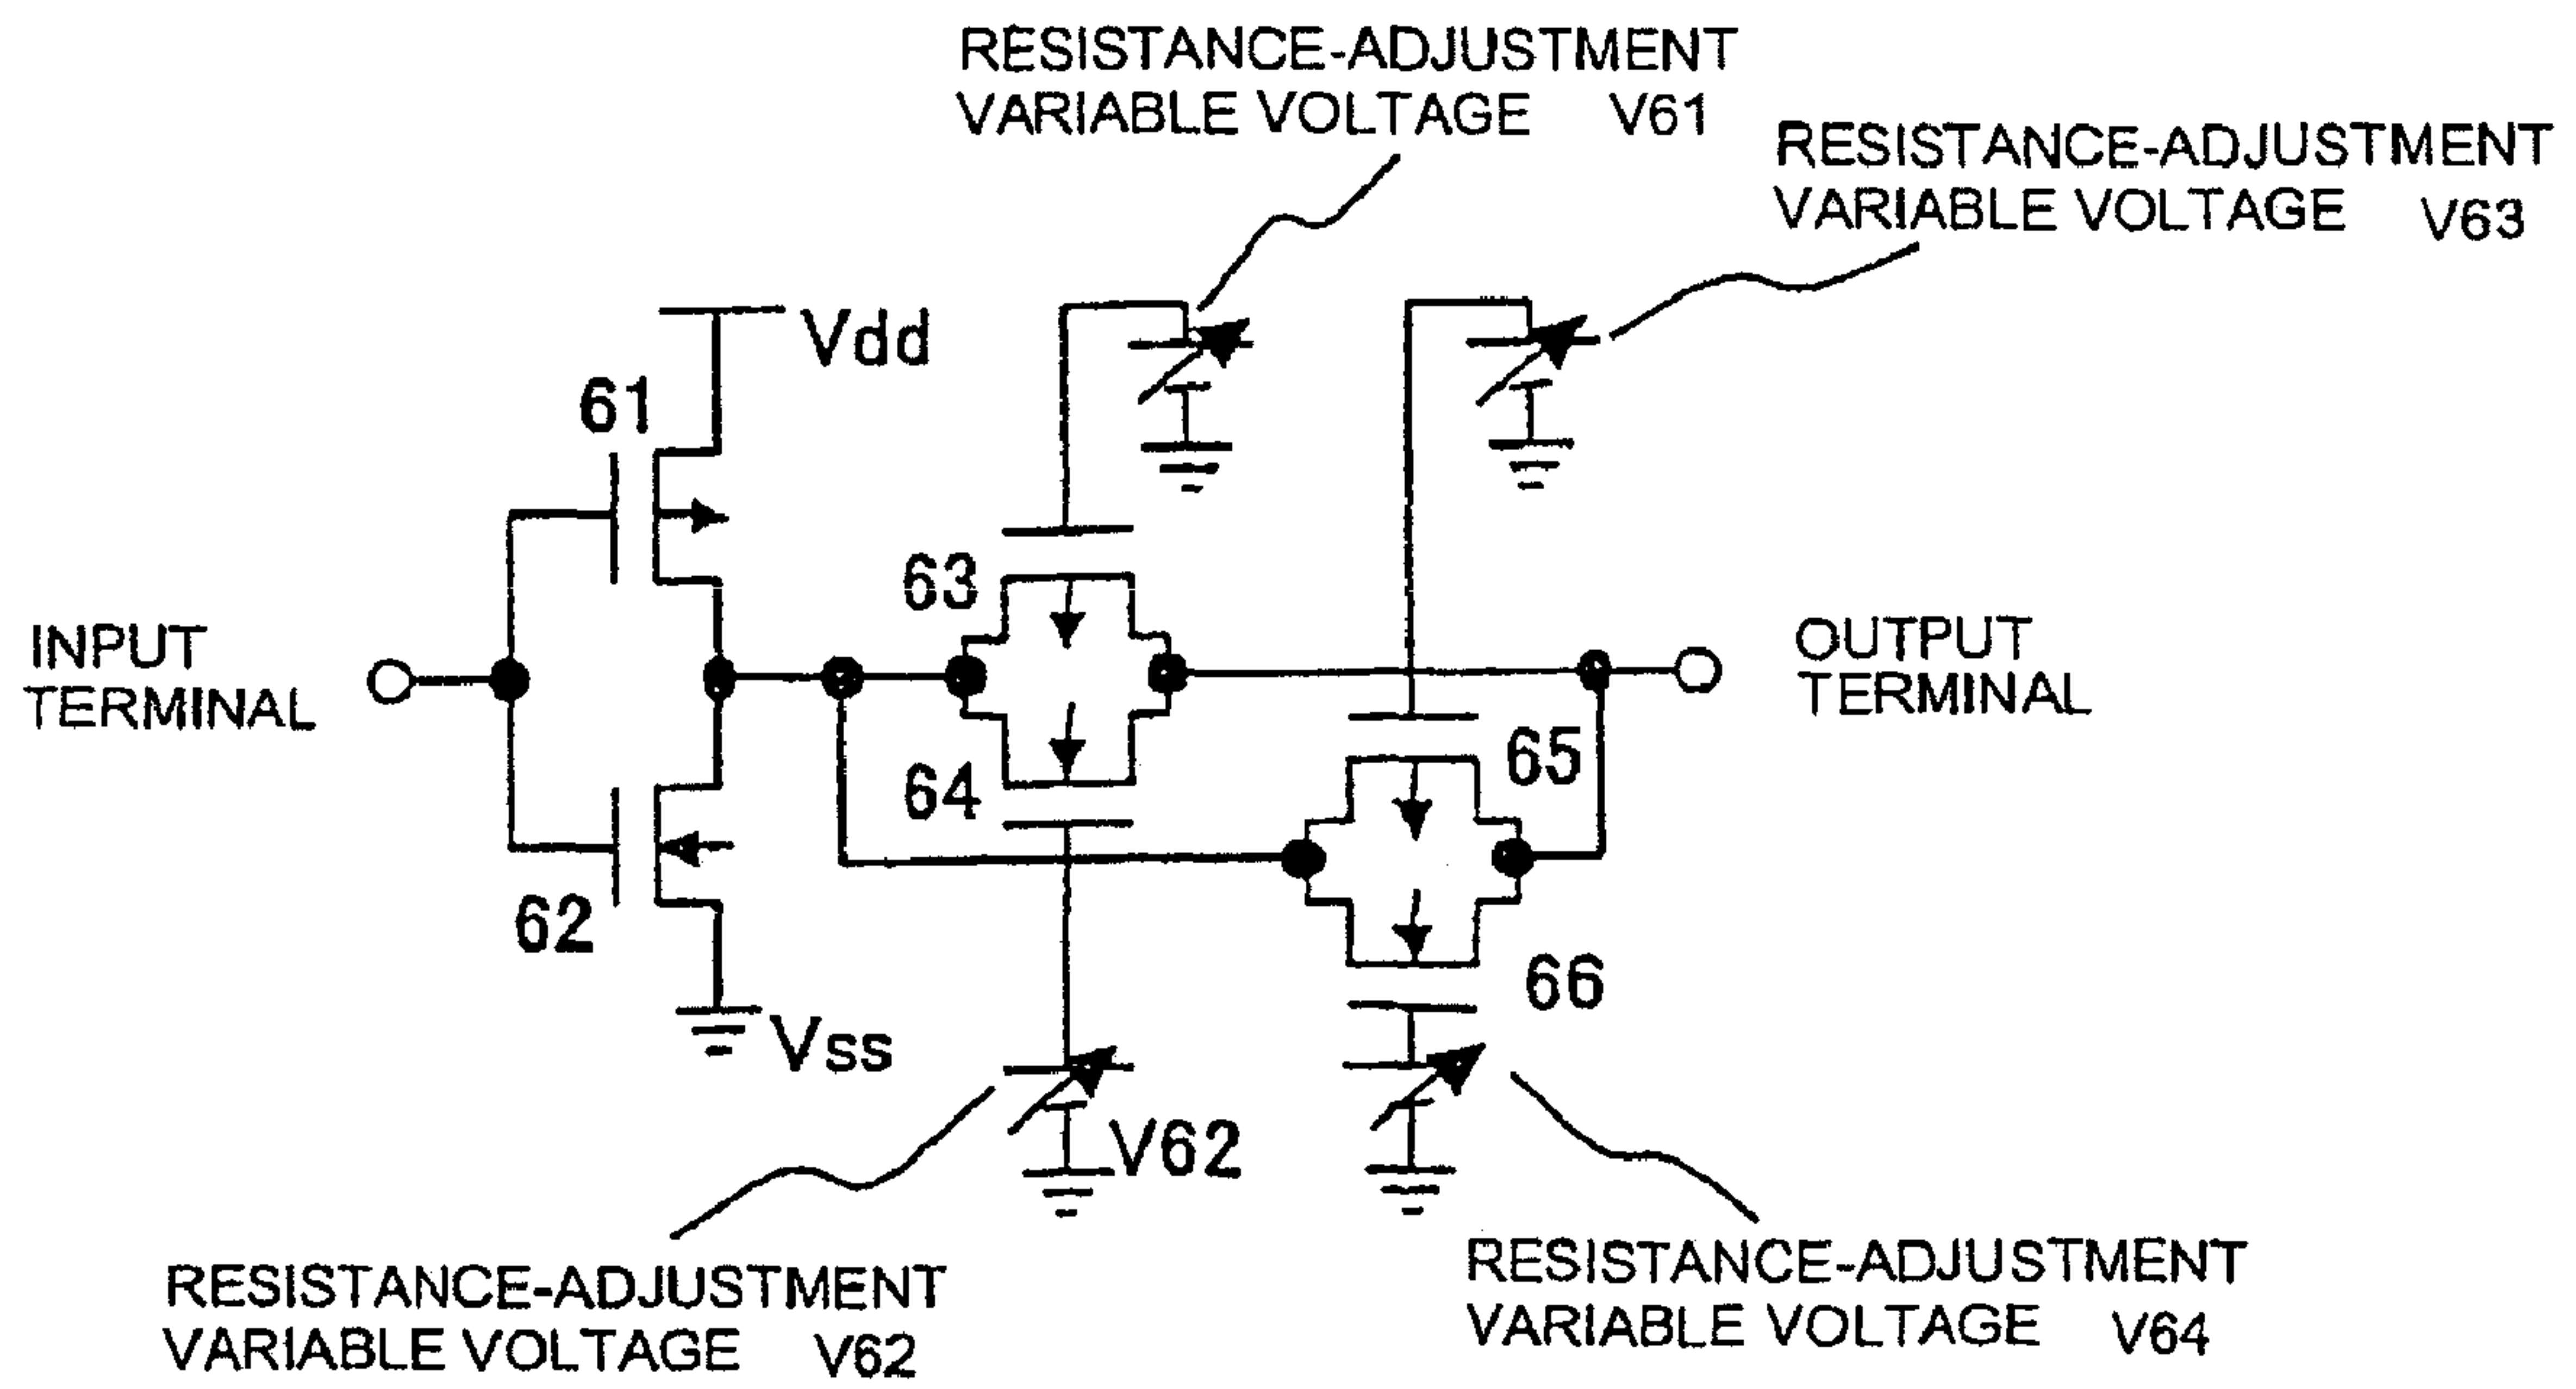 RESISTANCE-ADJUSTMENT
VARIABLE VOLTAGE V61
RESISTANCE-ADJUSTMENT
VARIABLE VOLTAGE V63
Vdd
61
63
INPUT
TERMINAL
OUTPUT
TERMINAL
65
64
62
66
Vss
V62
RESISTANCE-ADJUSTMENT
VARIABLE VOLTAGE V62
RESISTANCE-ADJUSTMENT
VARIABLE VOLTAGE V64